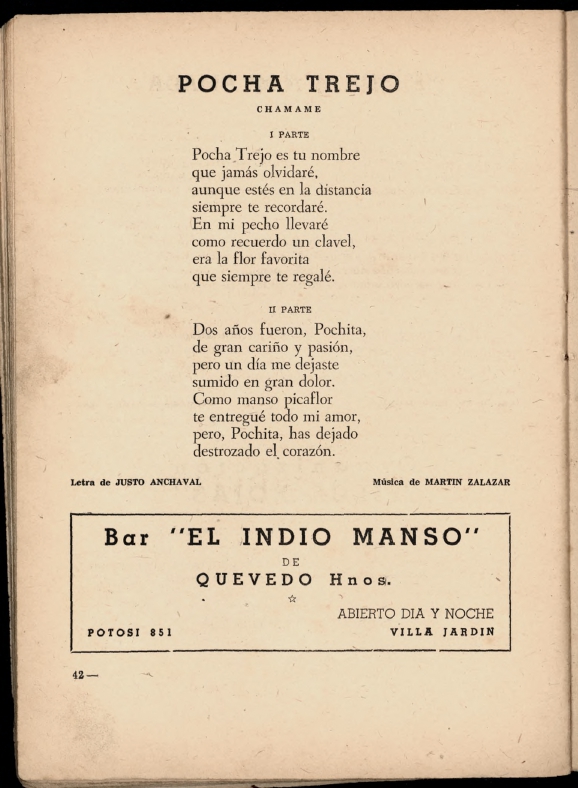 POCHA TREJO
CHAMAME
I PARTE
Pocha Trejo es tu nombre
que jamás olvidaré,
aunque estés en la distancia
siempre te recordaré.
En mi pecho llevaré
como recuerdo un clavel,
era la flor favorita
que siempre te regalé.
II PARTE
Dos años fueron, Pochita,
de gran cariño y pasión,
pero un día me dejaste
sumido en gran dolor.
Como manso picaflor
te entregué todo mi amor,
pero, Pochita, has dejado
destrozado el corazón.
Letra de JUSTO ANCHAVAL Música de MARTIN ZALAZAR
Bar "EL INDIO MANSO"
DE
QUEVEDO Hnos.
ABIERTO DIA Y NOCHE
POTOSI 851 VILLA JARDIN
42 —